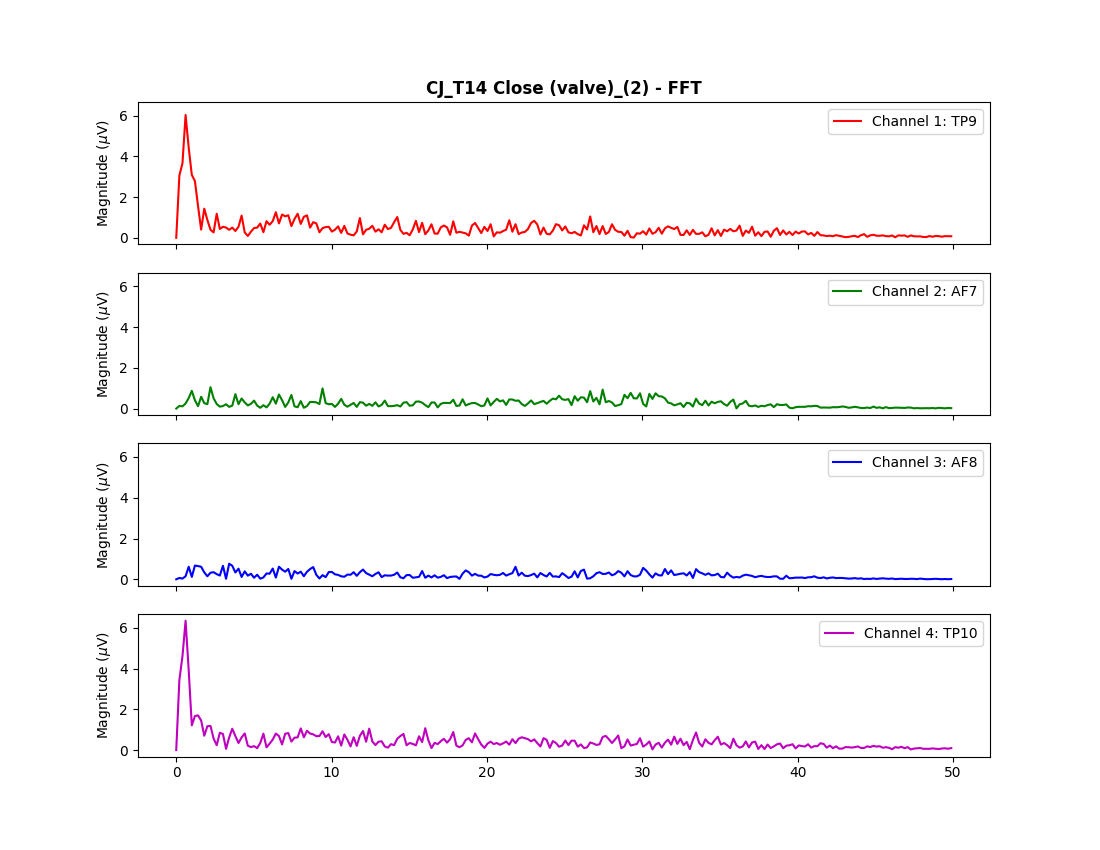 CJ_T14 Close (valve)_(2) - FFT
Magnitude (μV)
6
4
2
0
Channel 1: TP9
Magnitude (μV)
6
4
2
0
Channel 2: AF7
Magnitude (μV)
6
4
2
0
Channel 3: AF8
Magnitude (μV)
6
4
2
0
Channel 4: TP10
0 10 20 30 40 50